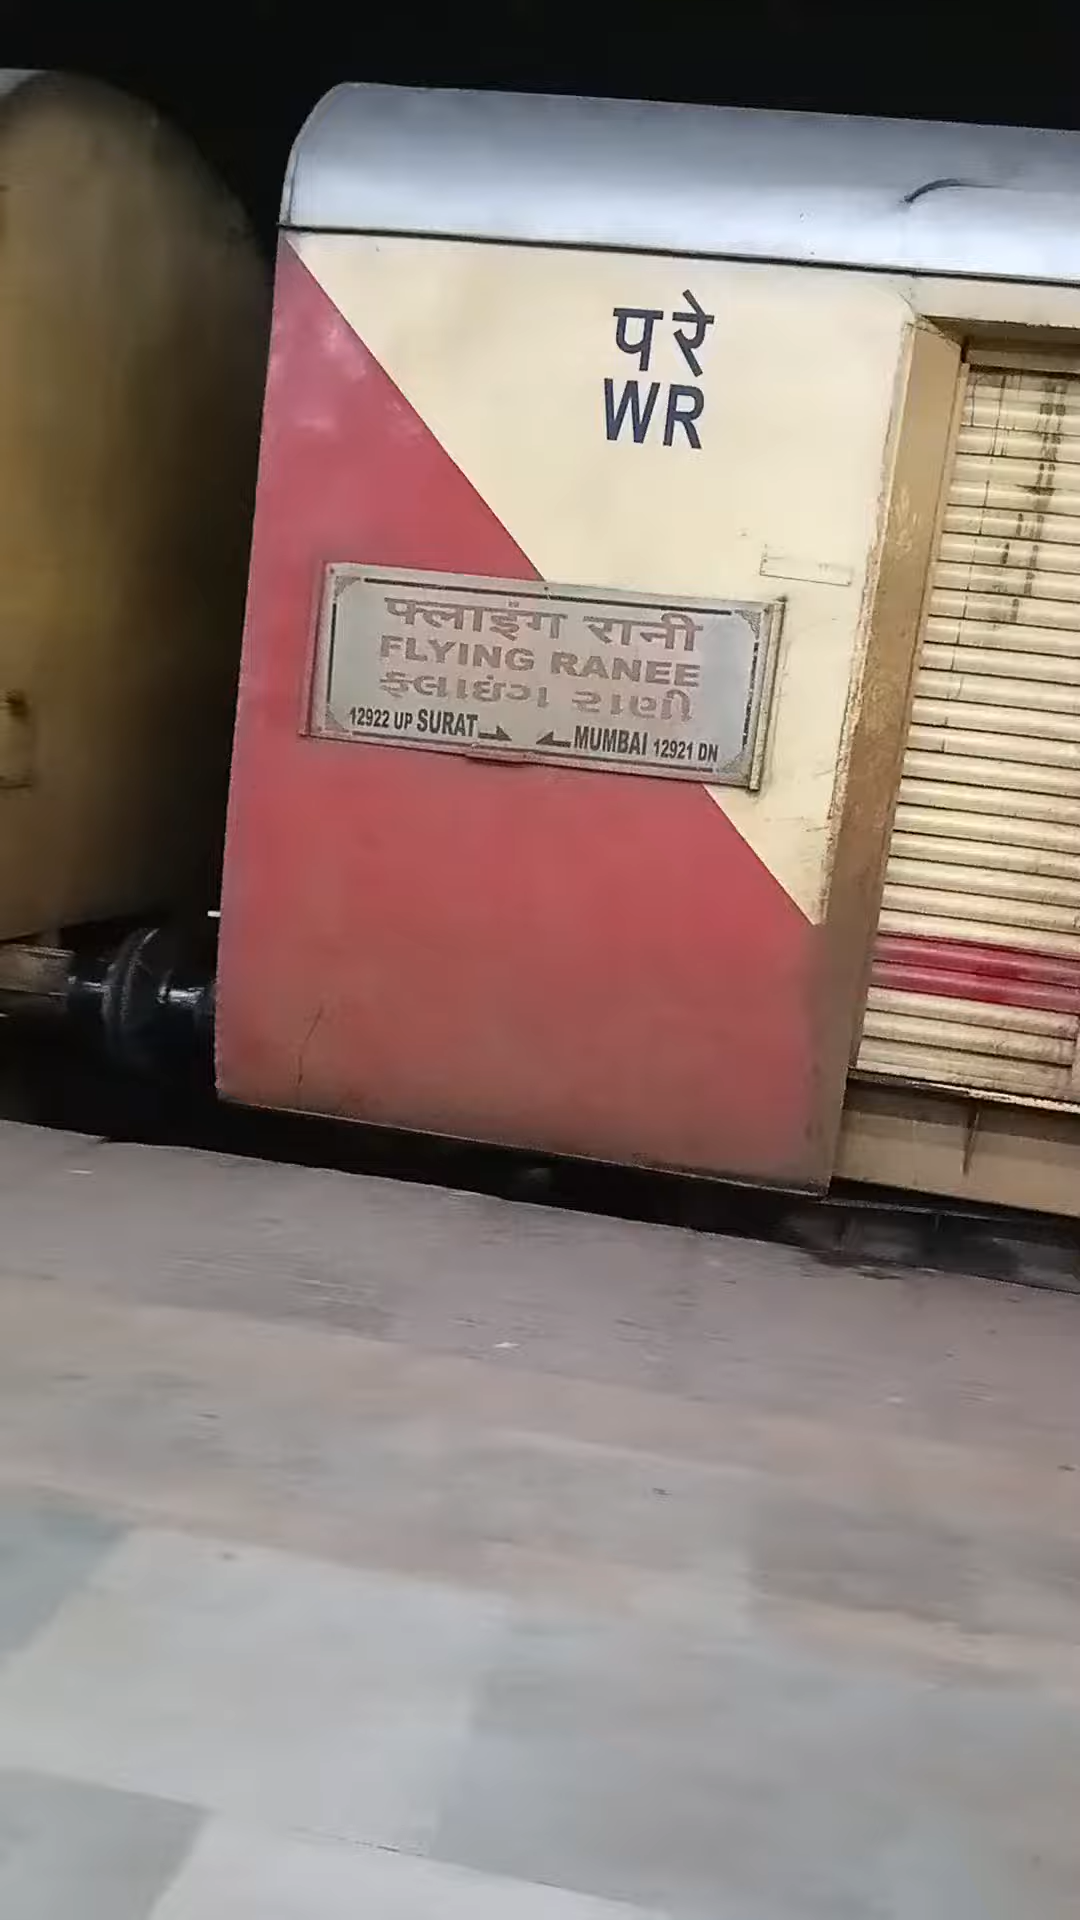 परे
WR
फ्लाइंग रानी
FLYING RANEE
ફ્લાઇંગ રાણી
12922 UP SURAT → ← MUMBAI 12921 DN